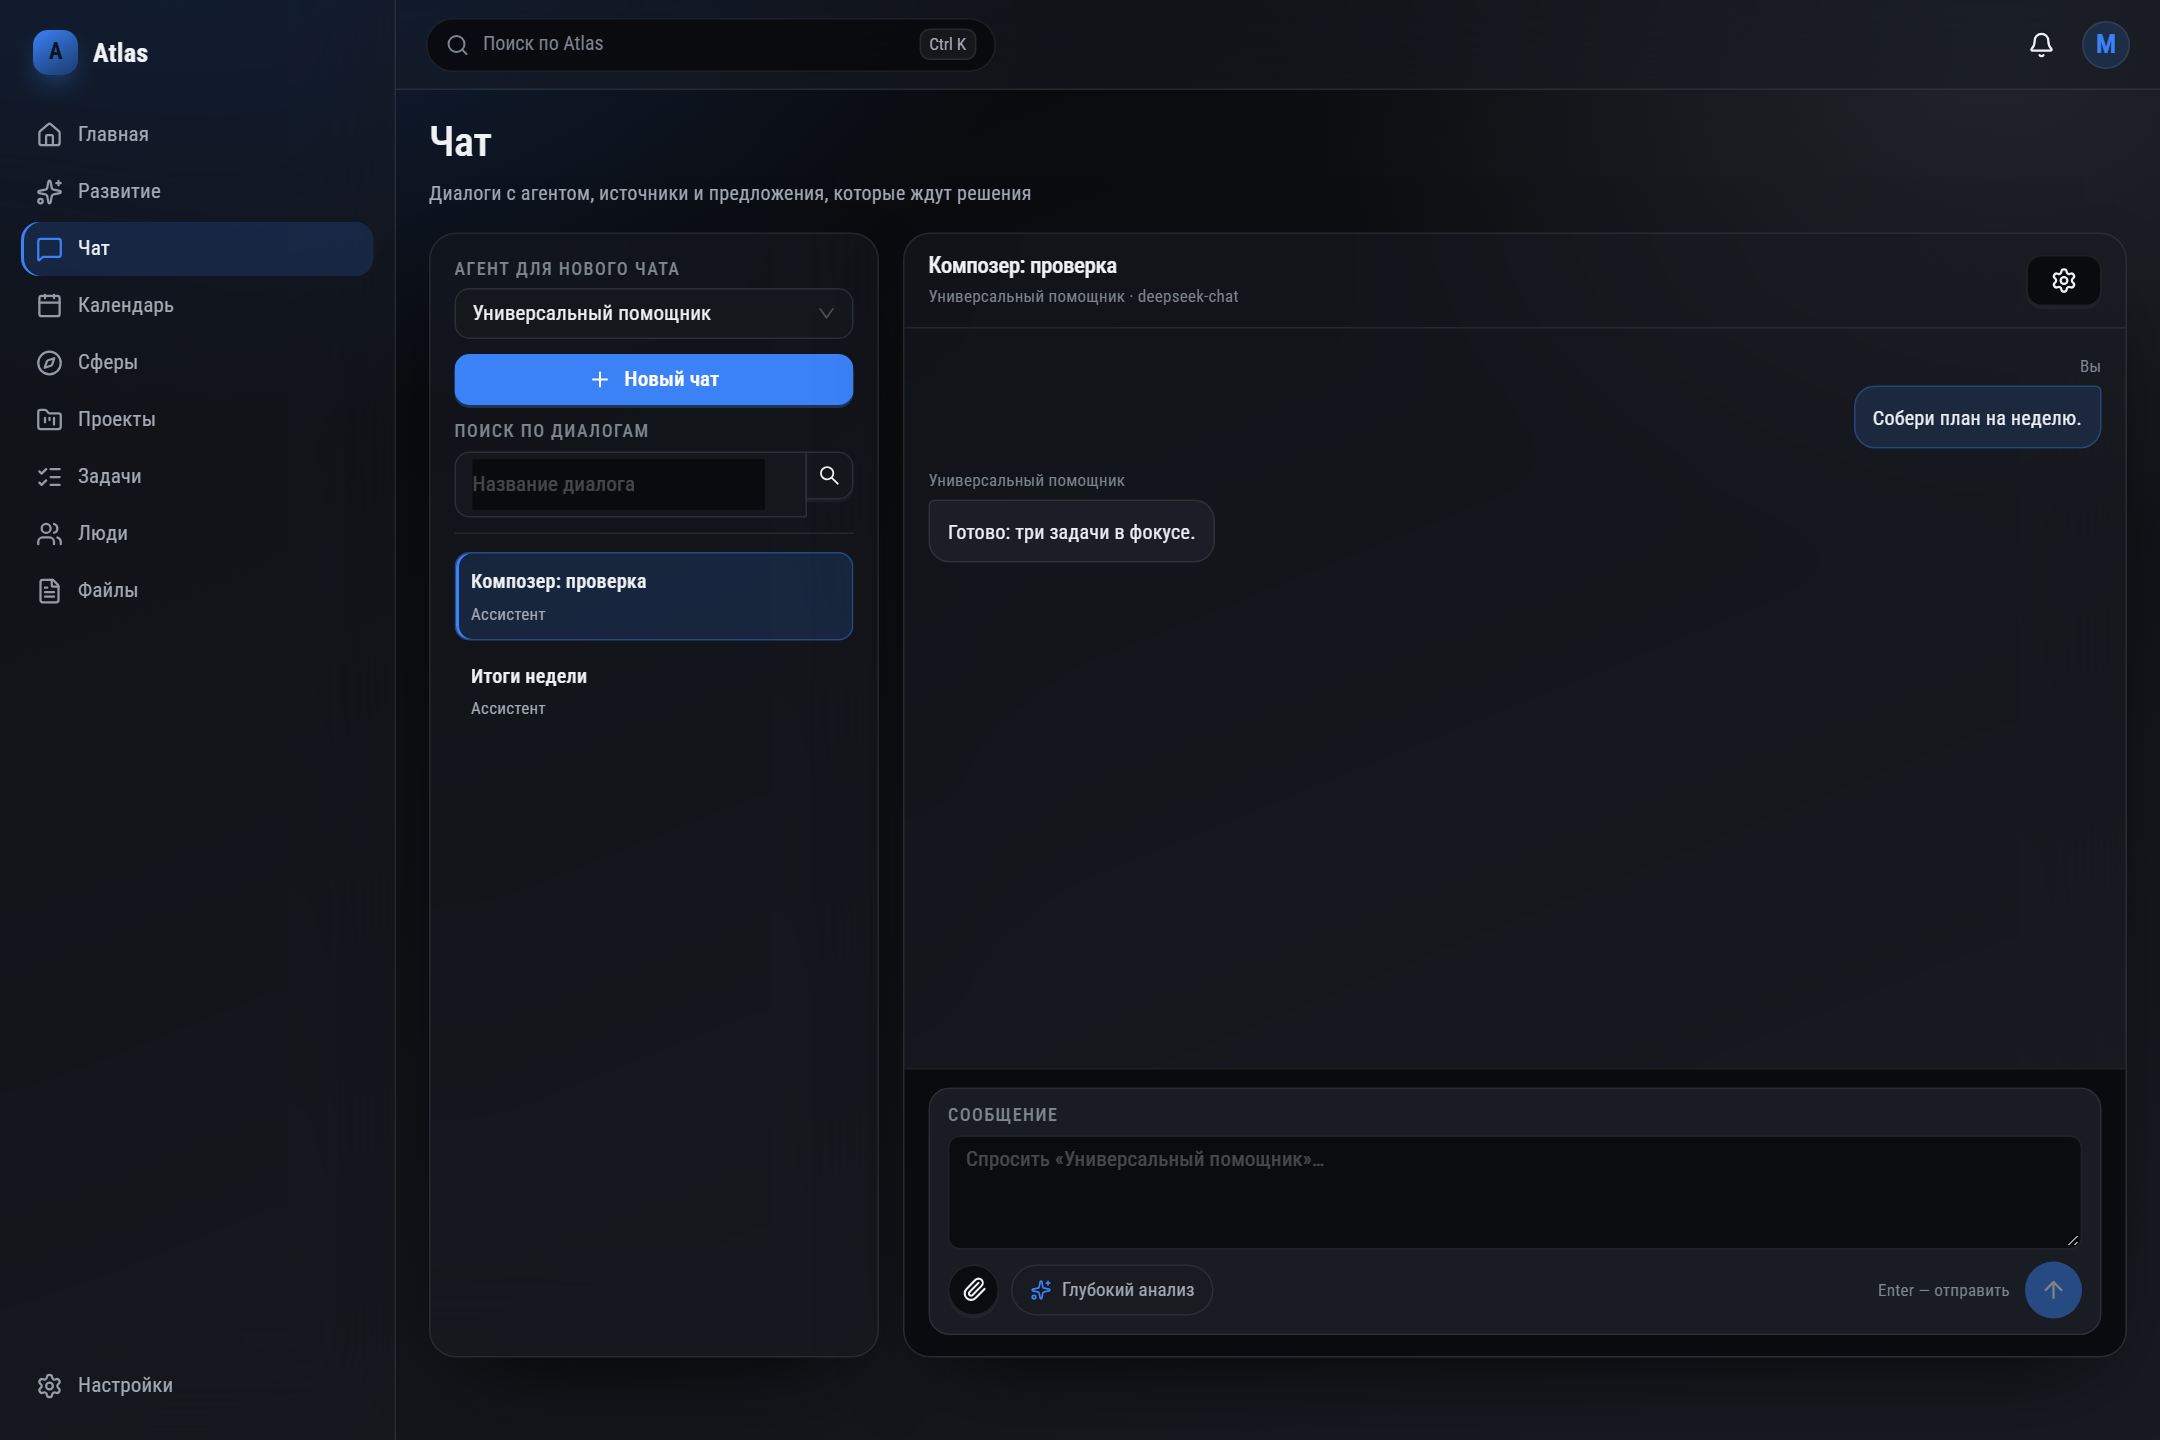 A Atlas
Поиск по Atlas Ctrl K
M
Главная
Развитие
Чат
Календарь
Сферы
Проекты
Задачи
Люди
Файлы
Настройки
Чат
Диалоги с агентом, источники и предложения, которые ждут решения
АГЕНТ ДЛЯ НОВОГО ЧАТА
Универсальный помощник
Новый чат
ПОИСК ПО ДИАЛОГАМ
Название диалога
Композер: проверка
Ассистент
Итоги недели
Ассистент
Композер: проверка
Универсальный помощник · deepseek-chat
Вы
Собери план на неделю.
Универсальный помощник
Готово: три задачи в фокусе.
СООБЩЕНИЕ
Спросить «Универсальный помощник»…
Глубокий анализ
Enter — отправить